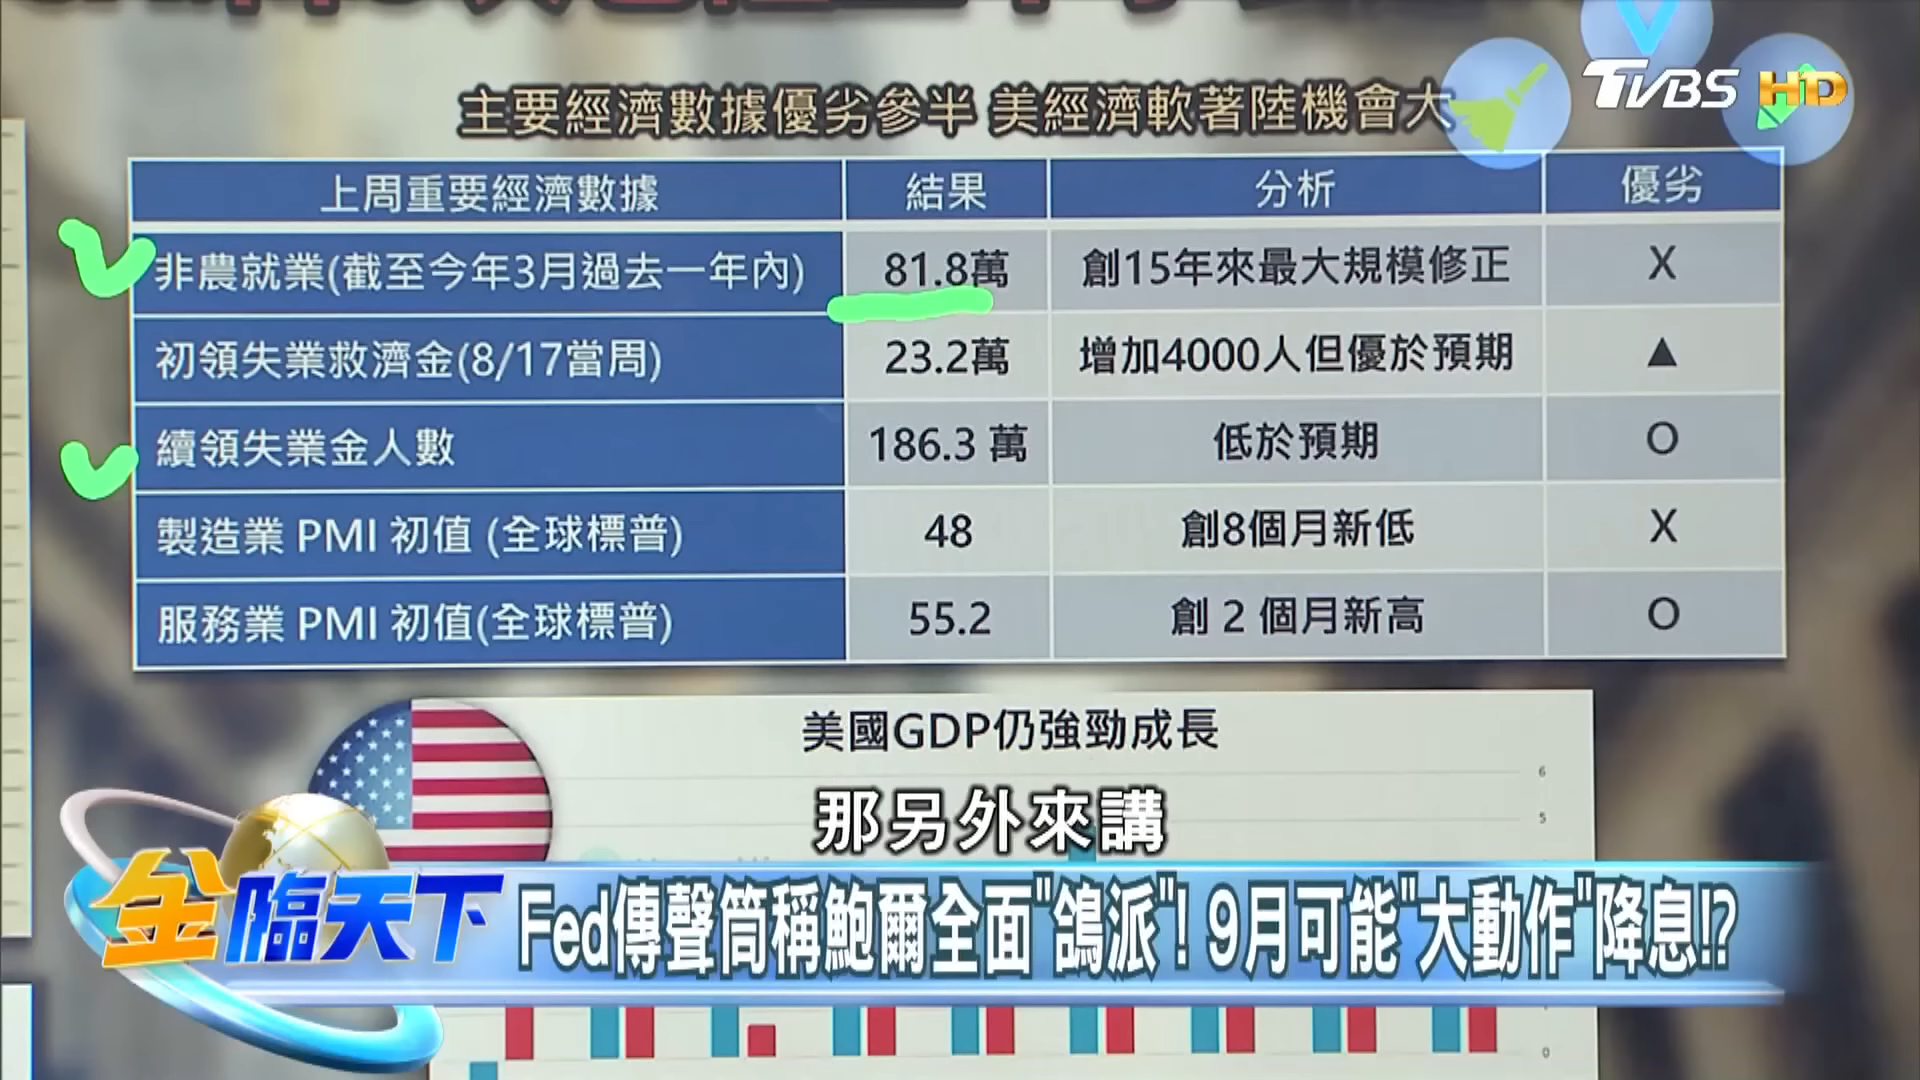 TVBS HD
主要經濟數據優劣參半 美經濟軟著陸機會大
上周重要經濟數據 結果 分析 優劣
非農就業(截至今年3月過去一年內) 81.8萬 創15年來最大規模修正 X
初領失業救濟金(8/17當周) 23.2萬 增加4000人但優於預期 ▲
續領失業金人數 186.3 萬 低於預期 O
製造業 PMI 初值 (全球標普) 48 創8個月新低 X
服務業 PMI 初值(全球標普) 55.2 創 2 個月新高 O
美國GDP仍強勁成長
6
5
那另外來講
金臨天下
Fed傳聲筒稱鮑爾全面"鴿派"! 9月可能"大動作"降息!?
0